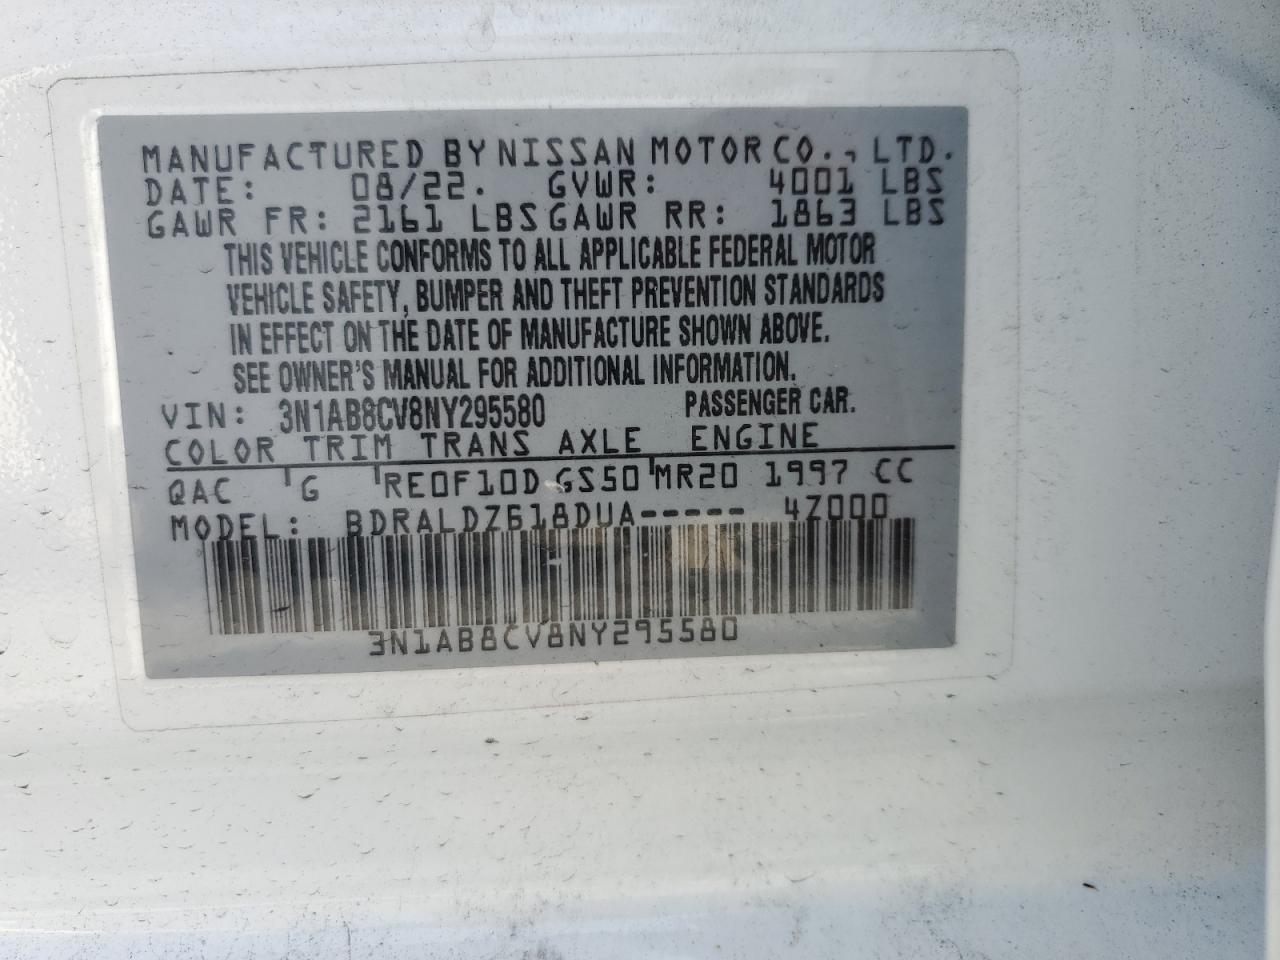 MANUFACTURED BY NISSAN MOTOR CO., LTD.
DATE: 08/22. GVWR: 4001 LBS
GAWR FR: 2161 LBS GAWR RR: 1863 LBS
THIS VEHICLE CONFORMS TO ALL APPLICABLE FEDERAL MOTOR
VEHICLE SAFETY, BUMPER AND THEFT PREVENTION STANDARDS
IN EFFECT ON THE DATE OF MANUFACTURE SHOWN ABOVE.
SEE OWNER'S MANUAL FOR ADDITIONAL INFORMATION.
VIN: 3N1AB8CV8NY295580 PASSENGER CAR.
COLOR TRIM TRANS AXLE ENGINE
QAC G RE0F10D GS50 MR20 1997 CC
MODEL: BDRALDZ618DUA----- 4Z000
3N1AB8CV8NY295580